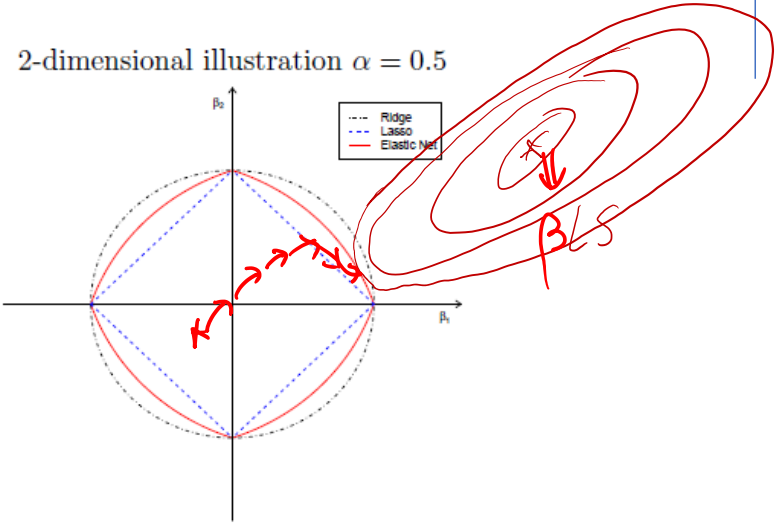 2-dimensional illustration α = 0.5
β₂
Ridge
Lasso
Elastic Net
βLS
β₁